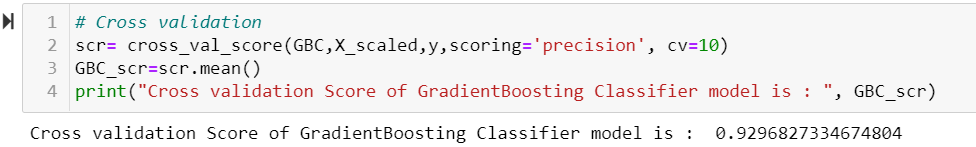 1 # Cross validation
2 scr= cross_val_score(GBC,X_scaled,y,scoring='precision', cv=10)
3 GBC_scr=scr.mean()
4 print("Cross validation Score of GradientBoosting Classifier model is : ", GBC_scr)
Cross validation Score of GradientBoosting Classifier model is :  0.9296827334674804